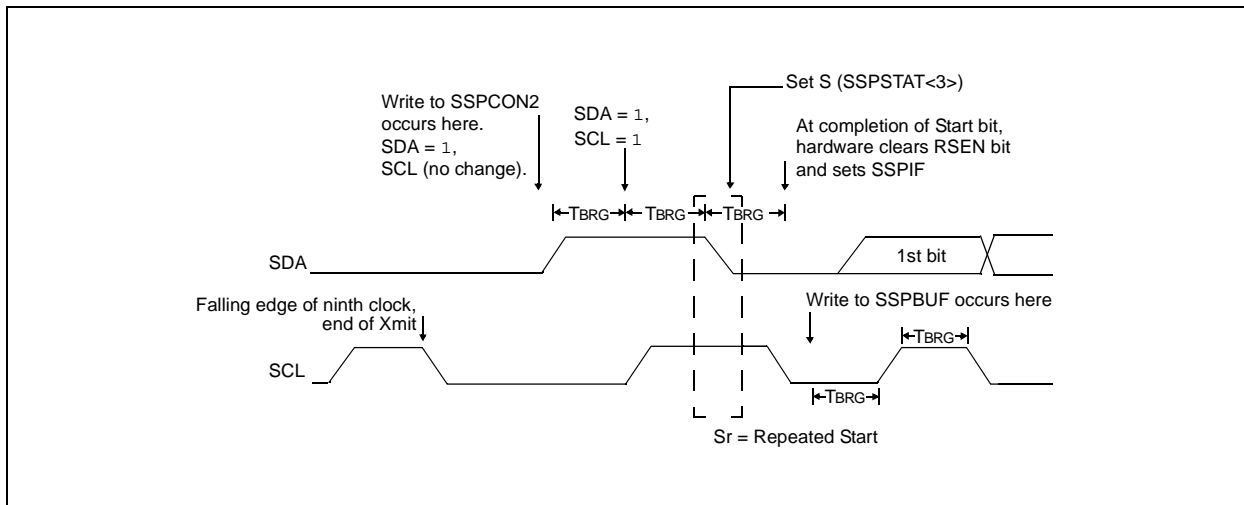 Set S (SSPSTAT<3>)
Write to SSPCON2
occurs here.
SDA = 1,
SCL (no change).
SDA = 1,
SCL = 1
At completion of Start bit,
hardware clears RSEN bit
and sets SSPIF
TBRG
TBRG
TBRG
SDA
1st bit
Falling edge of ninth clock,
end of Xmit
Write to SSPBUF occurs here
TBRG
SCL
TBRG
Sr = Repeated Start